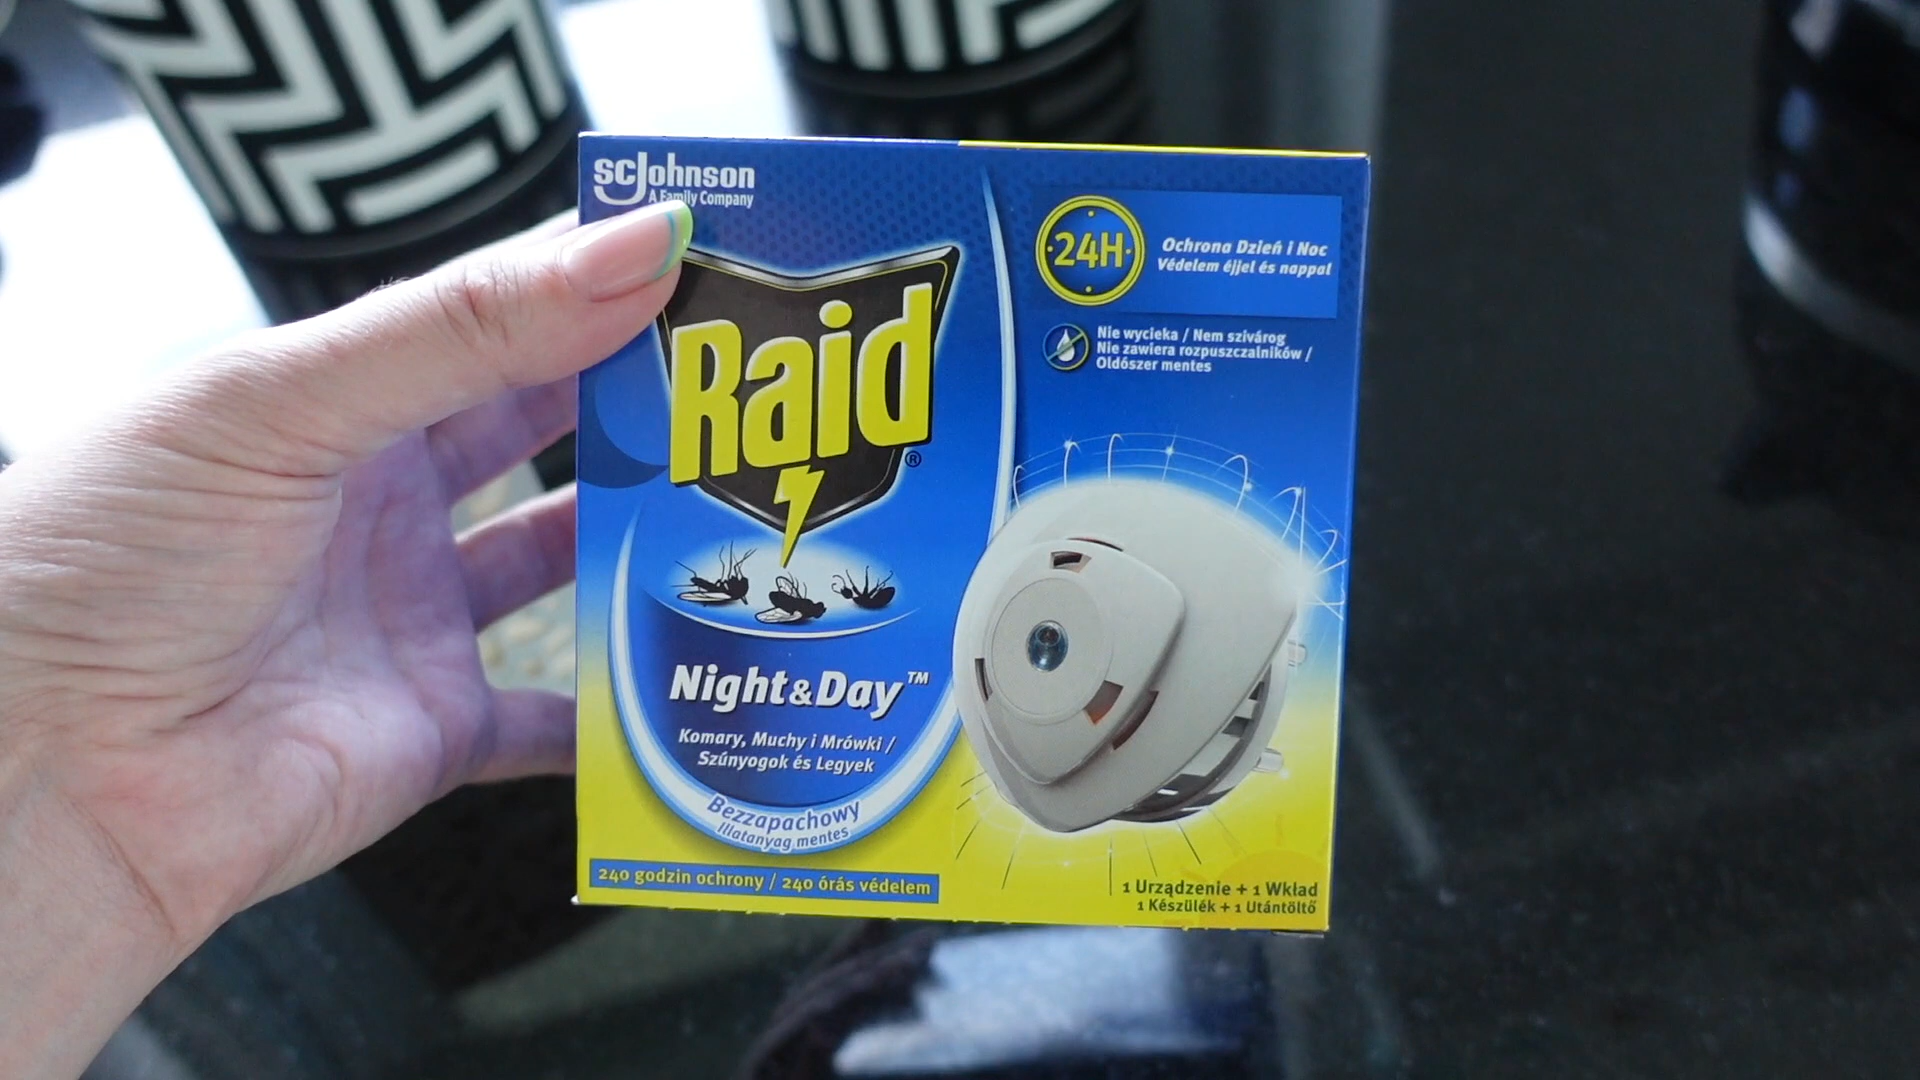 scJohnson
A Family Company
24H
Ochrona Dzień i Noc
Védelem éjjel és nappal
Nie wycieka / Nem szivárog
Nie zawiera rozpuszczalników /
Oldószer mentes
Raid®
Night&Day™
Komary, Muchy i Mrówki /
Szúnyogok és Legyek
Bezzapachowy
Illatanyag mentes
240 godzin ochrony / 240 órás védelem
1 Urządzenie + 1 Wkład
1 Készülék + 1 Utántöltő